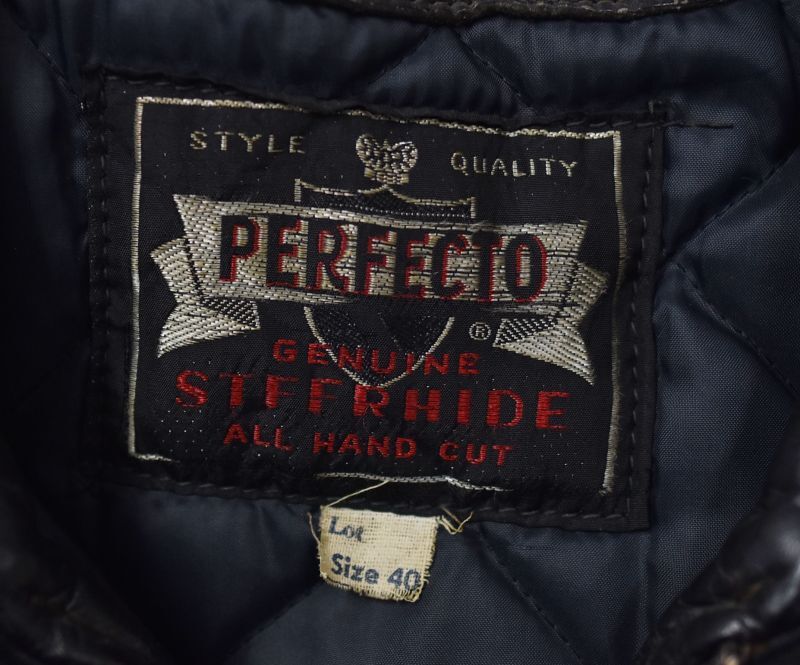 STYLE QUALITY
PERFECTO
®
GENUINE
STEERHIDE
ALL HAND CUT
Lot
Size 40